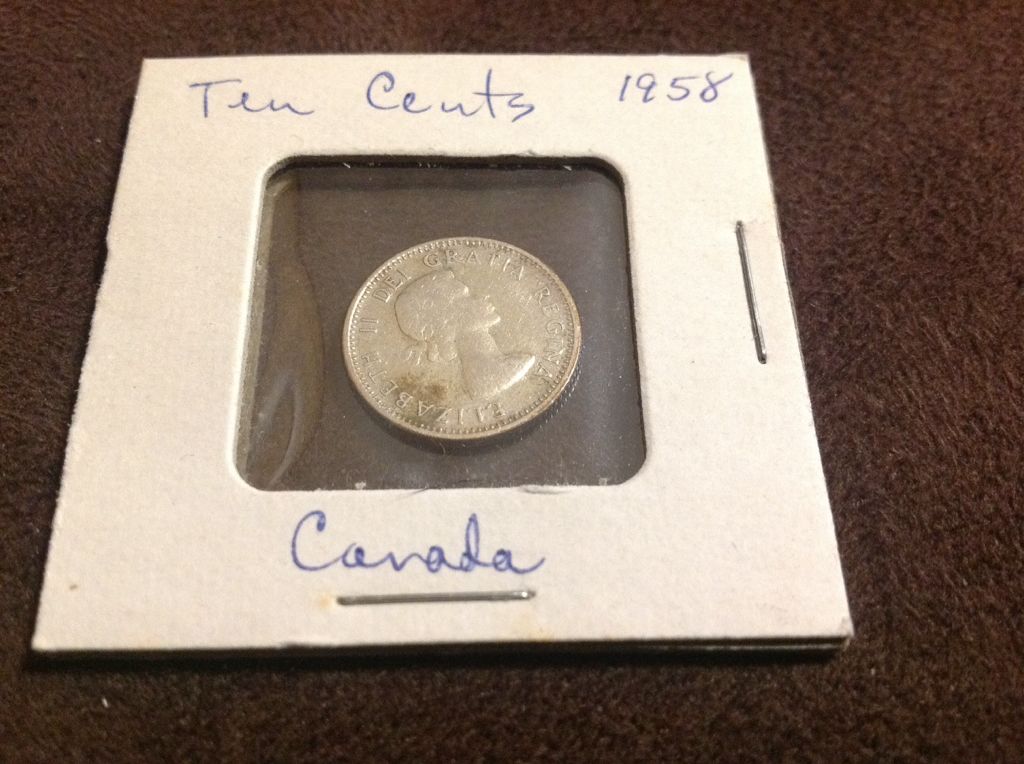 Ten Cents 1958
ELIZABETH II DEI GRATIA REGINA
Canada